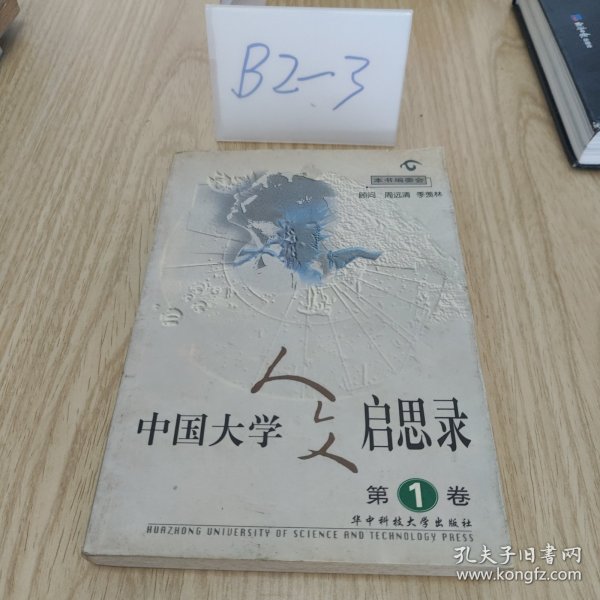 B2-3
本书编委会
顾问 周远清 季羡林
中国大学人文启思录
第1卷
华中科技大学出版社
HUAZHONG UNIVERSITY OF SCIENCE AND TECHNOLOGY PRESS
孔夫子旧书网
www.kongfz.com